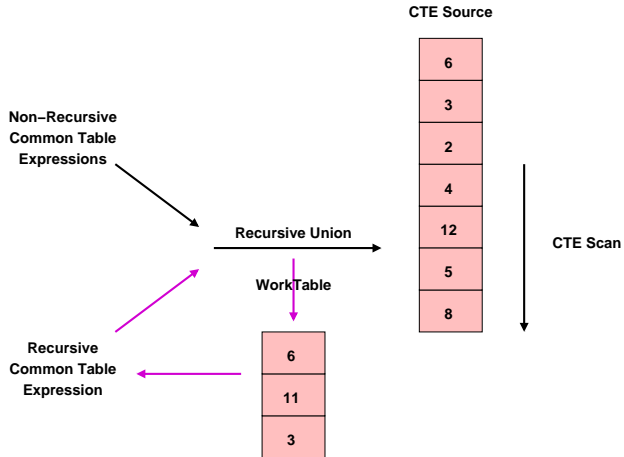 CTE Source
6
3
2
4
12
5
8
Non−Recursive
Common Table
Expressions
Recursive Union
CTE Scan
WorkTable
Recursive
Common Table
Expression
6
11
3